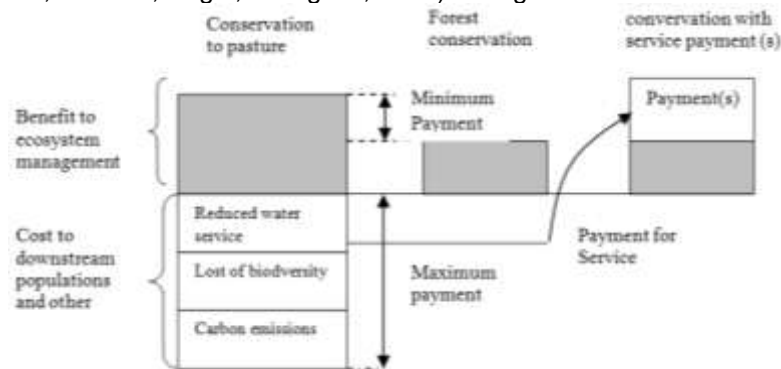 Conservation
to pasture
Forest
conservation
convervation with
service payment (s)
Benefit to
ecosystem
management
Minimum
Payment
Payment(s)
Cost to
downstream
populations
and other
Reduced water
service
Lost of biodversity
Carbon emissions
Maximum
payment
Payment for
Service